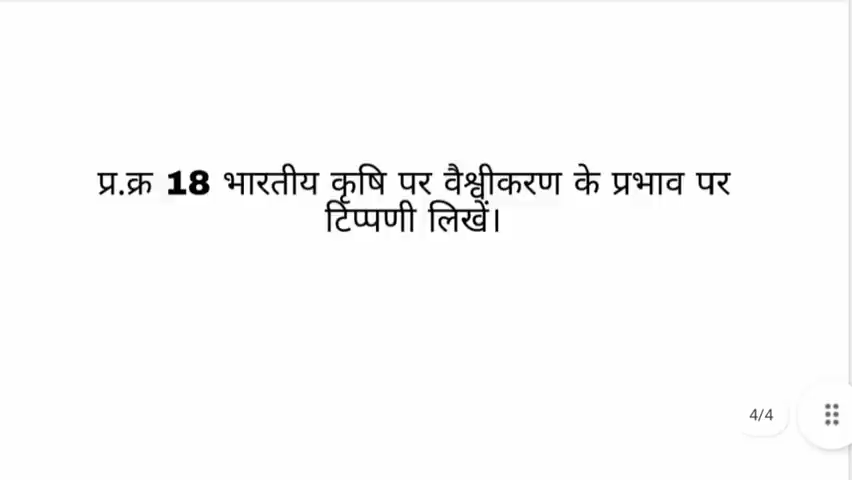 प्र.क्र 18 भारतीय कृषि पर वैश्वीकरण के प्रभाव पर
टिप्पणी लिखें।
4/4